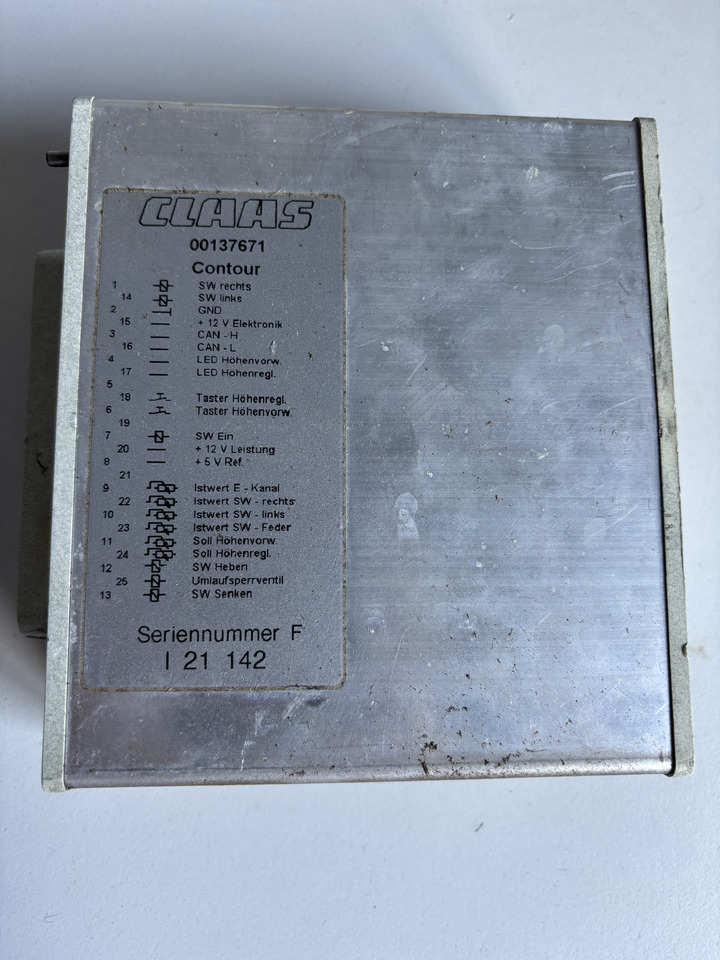 CLAAS
00137671
Contour
1 SW rechts
14 SW links
2 GND
15 + 12 V Elektronik
3 CAN - H
16 CAN - L
4 LED Höhenvorw.
17 LED Höhenregl.
5
18 Taster Höhenregl.
6 Taster Höhenvorw.
19
7 SW Ein
20 + 12 V Leistung
8 + 5 V Ref.
21
9 Istwert E - Kanal
22 Istwert SW - rechts
10 Istwert SW - links
23 Istwert SW - Feder
11 Soll Höhenvorw.
24 Soll Höhenregl.
12 SW Heben
25 Umlaufsperrventil
13 SW Senken
Seriennummer F
I 21 142